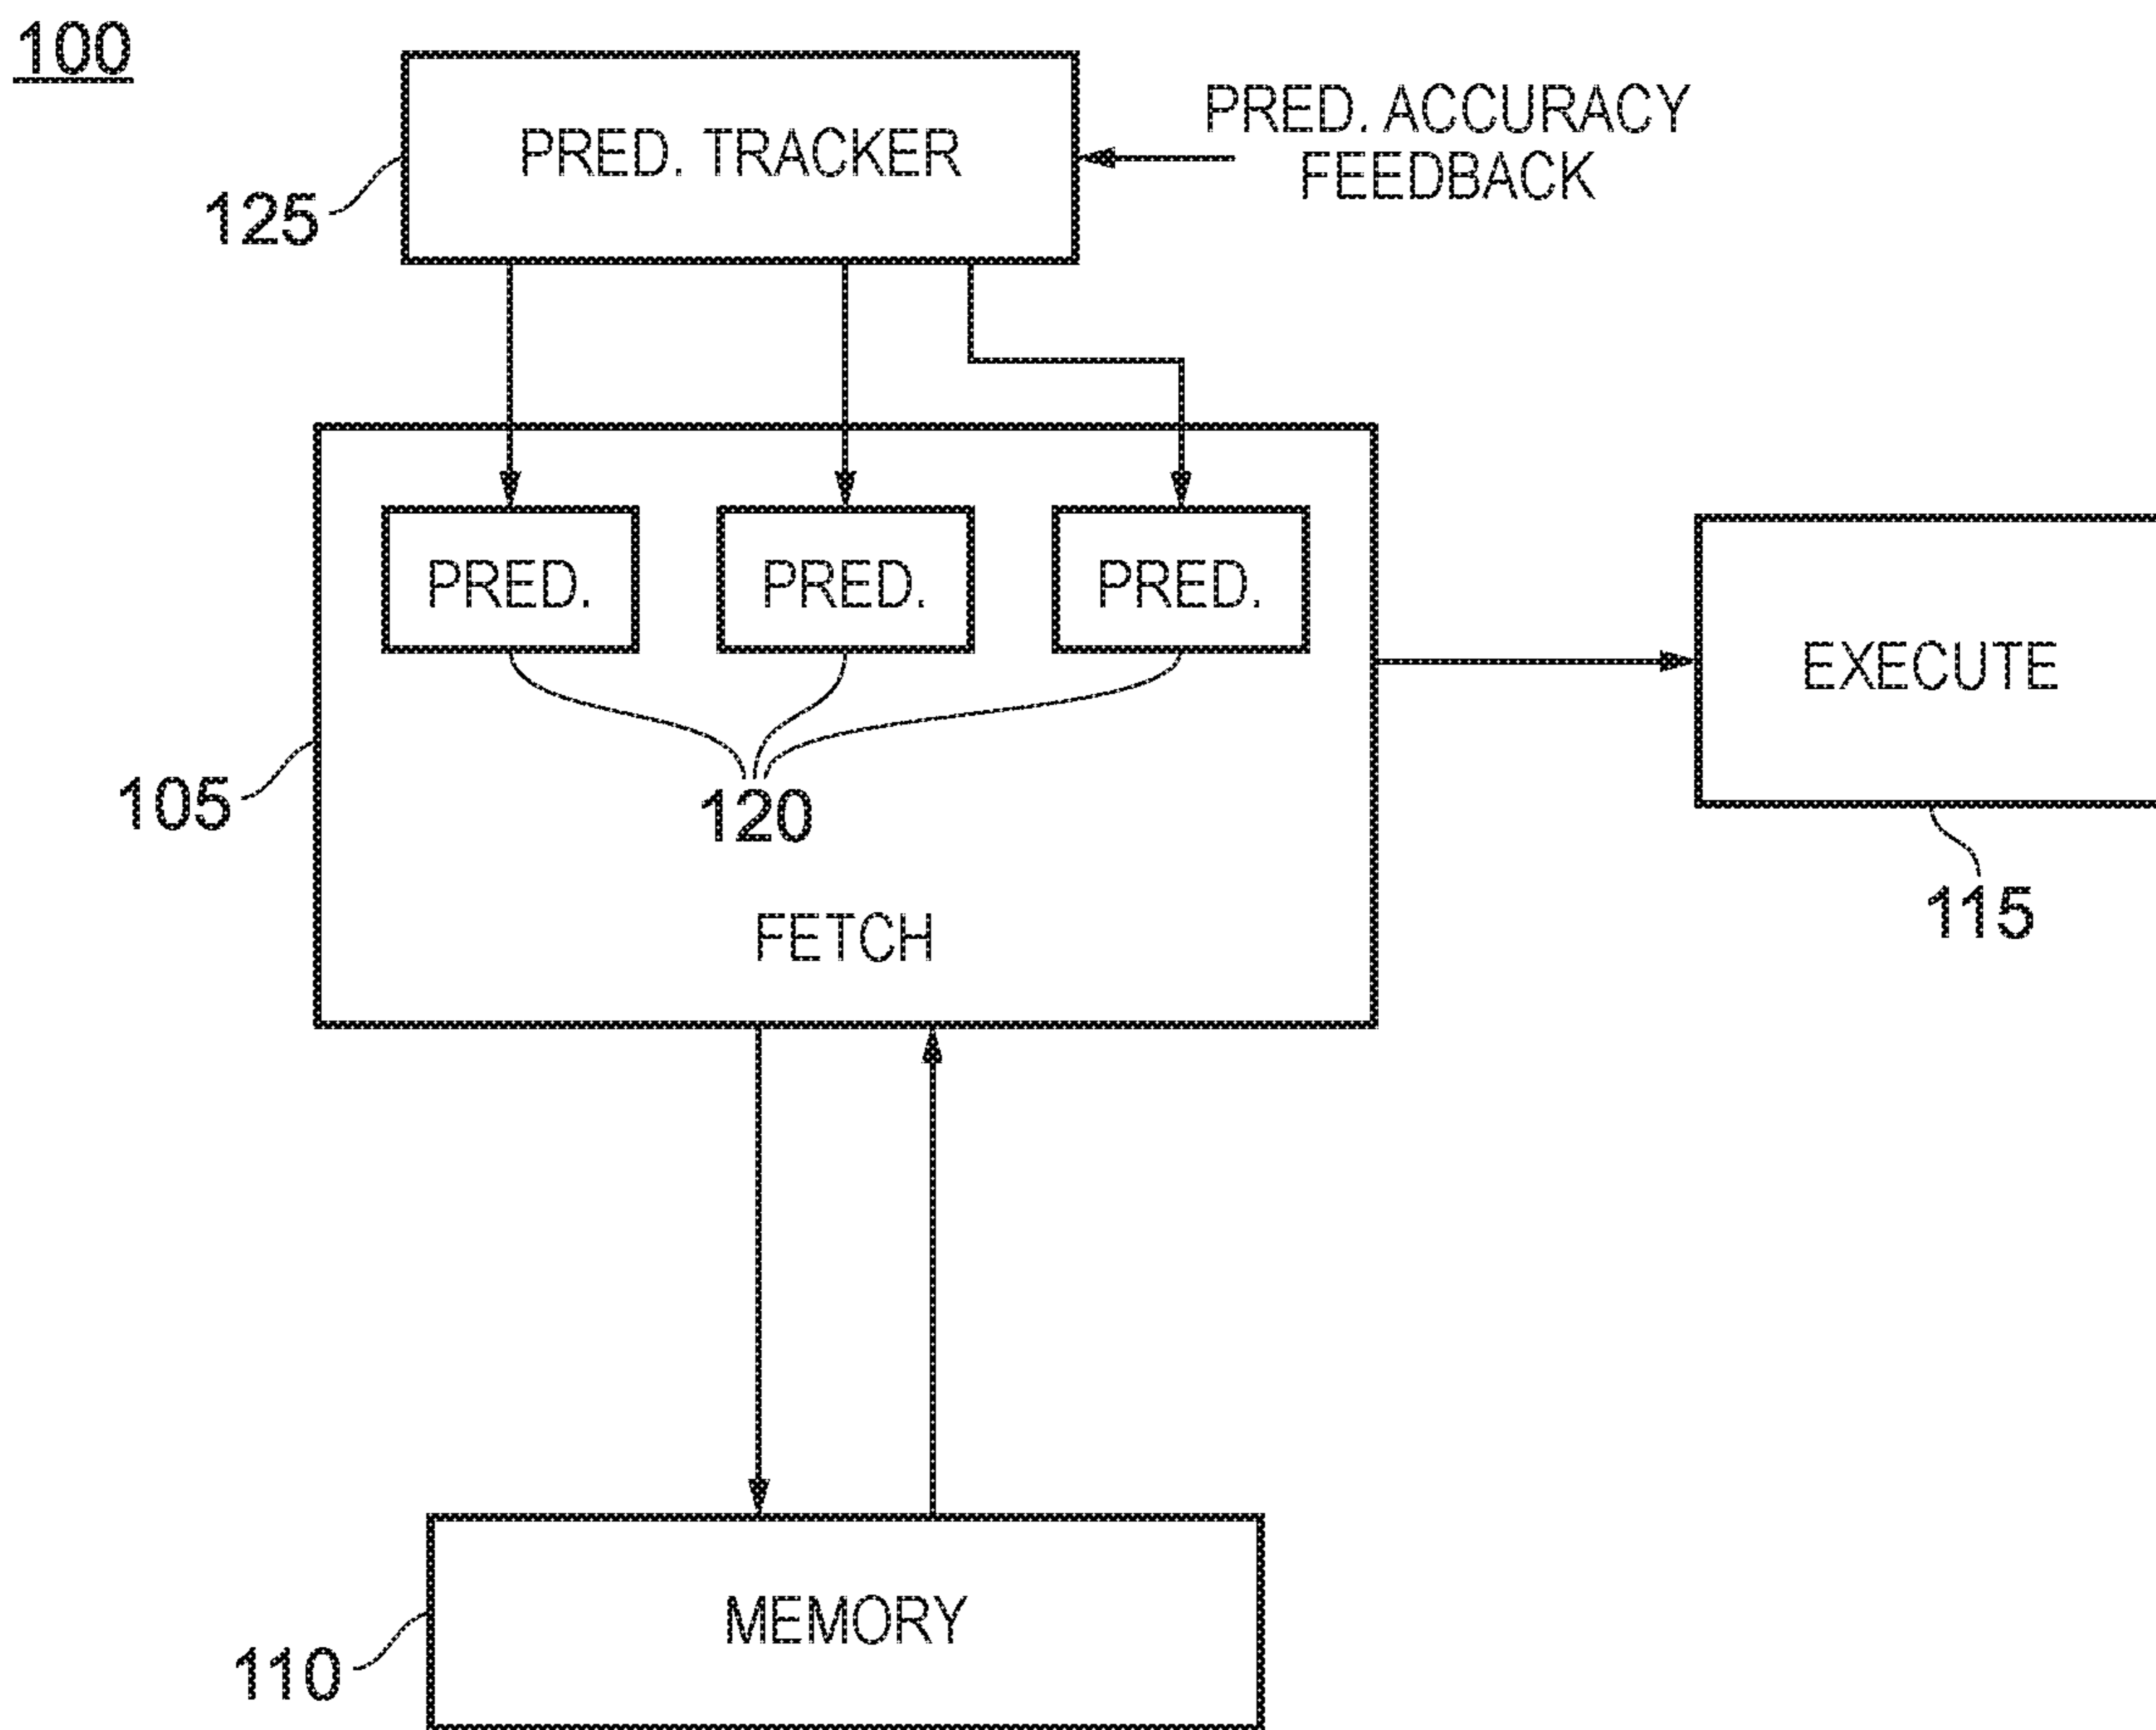 100
PRED. TRACKER
PRED. ACCURACY
FEEDBACK
125
PRED.
PRED.
PRED.
EXECUTE
105
120
115
FETCH
MEMORY
110